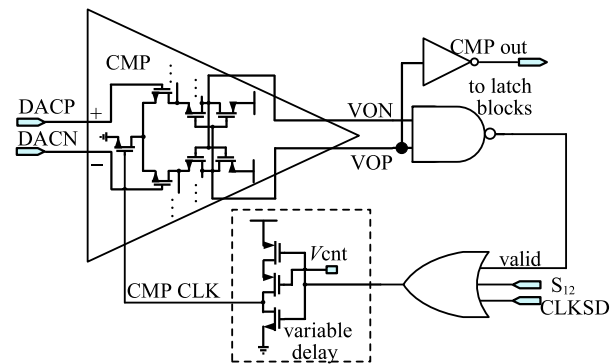 CMP
CMP out
DACP
+
to latch
blocks
VON
DACN
−
VOP
Vcnt
valid
S12
CMP CLK
CLKSD
variable
delay